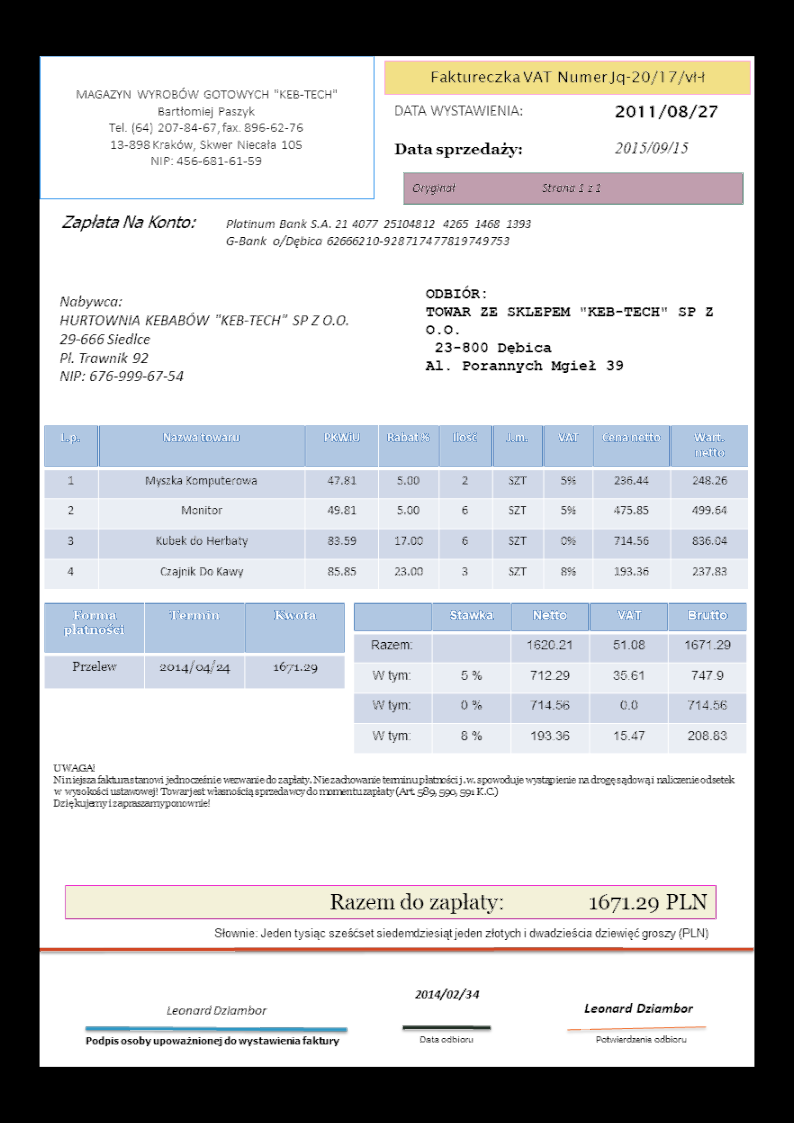 MAGAZYN WYROBÓW GOTOWYCH "KEB-TECH"
Bartłomiej Paszyk
Tel. (64) 207-84-67, fax. 896-62-76
13-898 Kraków, Skwer Niecała 105
NIP: 456-681-61-59
Faktureczka VAT Numer Jq-20/17/vł-ł
DATA WYSTAWIENIA: 2011/08/27
Data sprzedaży: 2015/09/15
Oryginał Strona 1 z 1
Zapłata Na Konto: Platinum Bank S.A. 21 4077 25104812 4265 1468 1393
G-Bank o/Dębica 62666210-928717477819749753
Nabywca:
HURTOWNIA KEBABÓW "KEB-TECH" SP Z O.O.
29-666 Siedlce
Pl. Trawnik 92
NIP: 676-999-67-54
ODBIÓR:
TOWAR ZE SKLEPEM "KEB-TECH" SP Z
O.O.
23-800 Dębica
Al. Porannych Mgieł 39
L.p. Nazwa towaru PKWiU Rabat % Ilość J.m. VAT Cena netto Wart.
netto
1 Myszka Komputerowa 47.81 5.00 2 SZT 5% 236.44 248.26
2 Monitor 49.81 5.00 6 SZT 5% 475.85 499.64
3 Kubek do Herbaty 83.59 17.00 6 SZT 0% 714.56 836.04
4 Czajnik Do Kawy 85.85 23.00 3 SZT 8% 193.36 237.83
Forma Termin Kwota
płatności
Przelew 2014/04/24 1671.29
Stawka Netto VAT Brutto
Razem: 1620.21 51.08 1671.29
W tym: 5 % 712.29 35.61 747.9
W tym: 0 % 714.56 0.0 714.56
W tym: 8 % 193.36 15.47 208.83
UWAGA!
Niniejsza faktura stanowi jednocześnie wezwanie do zapłaty. Niezachowanie terminu płatności j.w. spowoduje wystąpienie na drogę sądową i naliczenie odsetek
w wysokości ustawowej! Towar jest własnością sprzedawcy do momentu zapłaty (Art. 589, 590, 591 K.C.)
Dziękujemy i zapraszamy ponownie!
Razem do zapłaty: 1671.29 PLN
Słownie: Jeden tysiąc sześćset siedemdziesiąt jeden złotych i dwadzieścia dziewięć groszy (PLN)
Leonard Dziambor
Podpis osoby upoważnionej do wystawienia faktury
2014/02/34
Data odbioru
Leonard Dziambor
Potwierdzenie odbioru